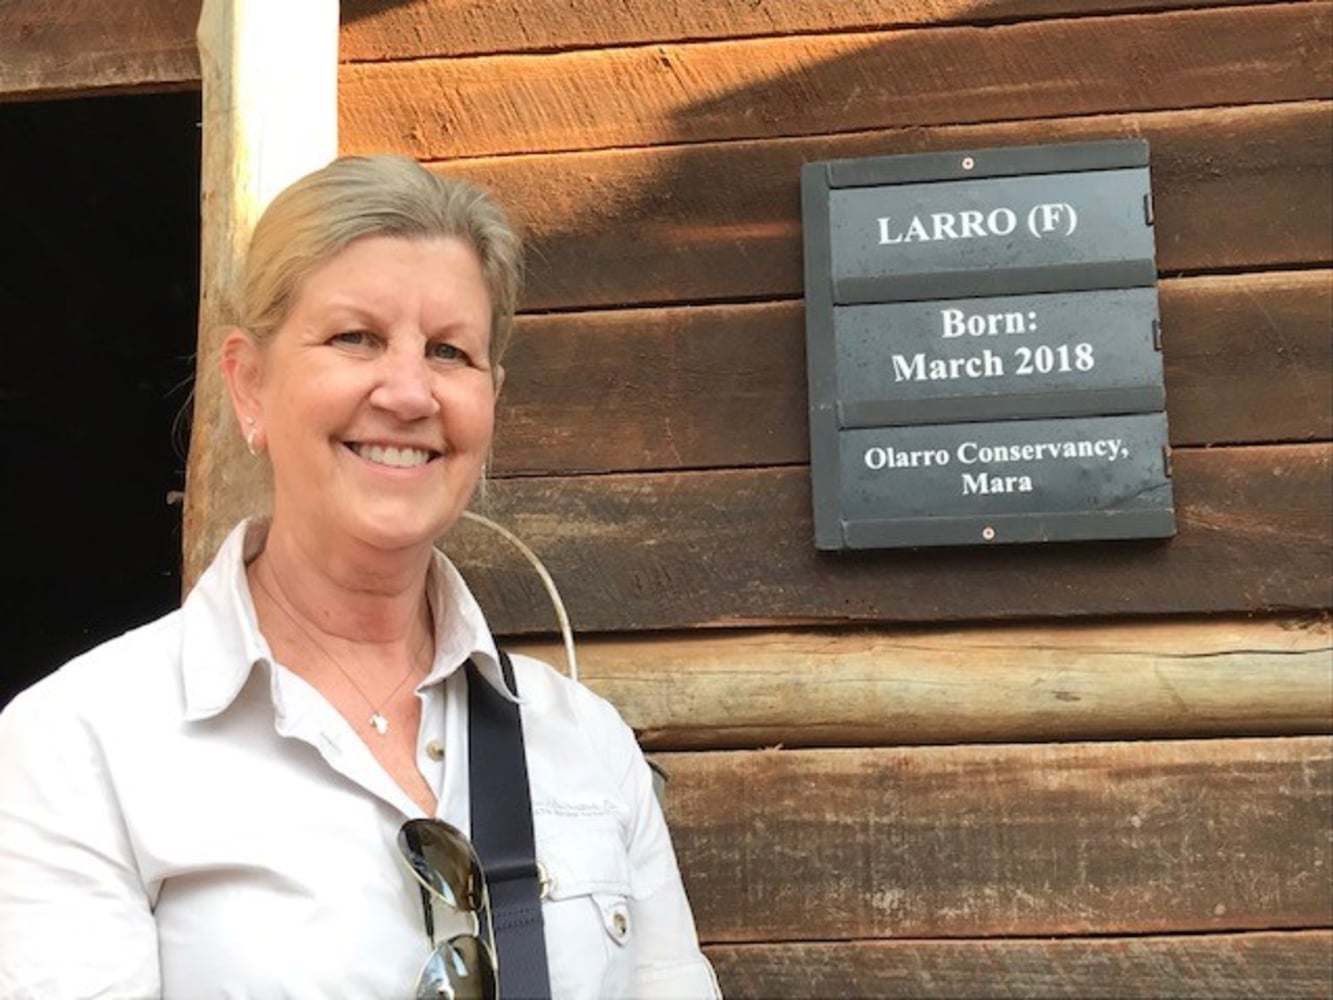 LARRO (F)
Born:
March 2018
Olarro Conservancy,
Mara